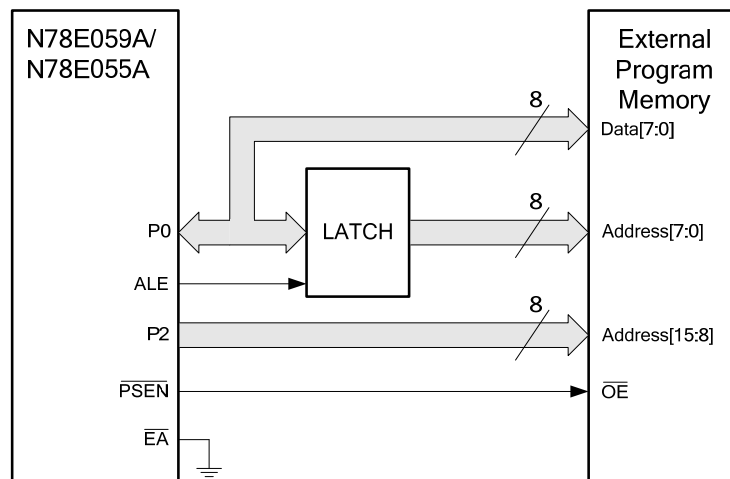 N78E059A/
N78E055A
External
Program
Memory
8
Data[7:0]
P0
LATCH
8
Address[7:0]
ALE
P2
8
Address[15:8]
PSEN
OE
EA